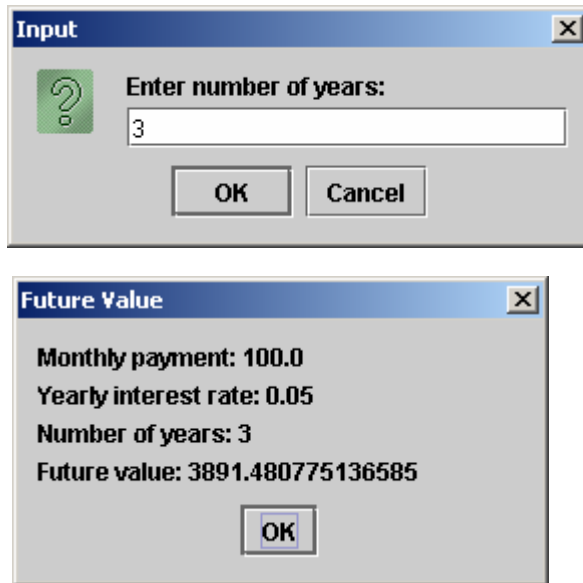 Input
Enter number of years:
3
OK Cancel
Future Value
Monthly payment: 100.0
Yearly interest rate: 0.05
Number of years: 3
Future value: 3891.480775136585
OK